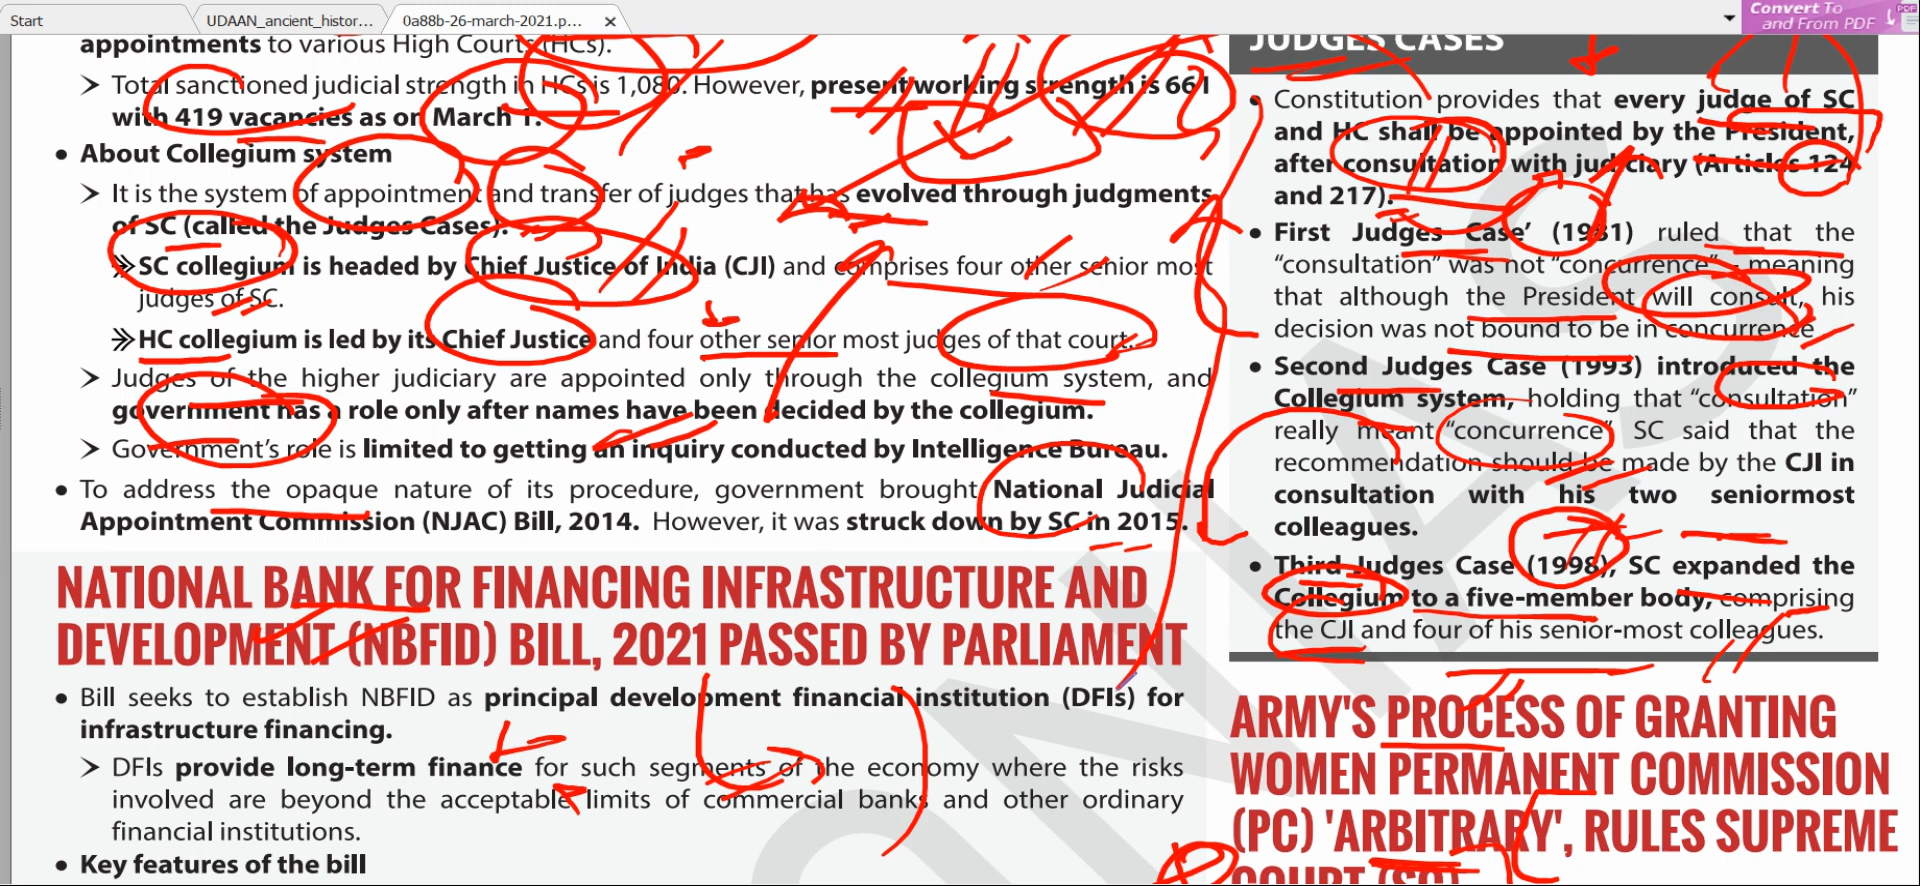 Start
UDAAN_ancient_histor...
0a88b-26-march-2021.p...
Convert To
and From PDF
PDF
appointments to various High Courts (HCs).
➤ Total sanctioned judicial strength in HCs is 1,080. However, present working strength is 661
with 419 vacancies as on March 1.
• About Collegium system
➤ It is the system of appointment and transfer of judges that has evolved through judgments
of SC (called the Judges Cases).
SC collegium is headed by Chief Justice of India (CJI) and comprises four other senior most
judges of SC.
HC collegium is led by its Chief Justice and four other senior most judges of that court.
➤ Judges of the higher judiciary are appointed only through the collegium system, and
government has a role only after names have been decided by the collegium.
➤ Government's role is limited to getting an inquiry conducted by Intelligence Bureau.
• To address the opaque nature of its procedure, government brought National Judicial
Appointment Commission (NJAC) Bill, 2014. However, it was struck down by SC in 2015.
NATIONAL BANK FOR FINANCING INFRASTRUCTURE AND
DEVELOPMENT (NBFID) BILL, 2021 PASSED BY PARLIAMENT
• Bill seeks to establish NBFID as principal development financial institution (DFIs) for
infrastructure financing.
➤ DFIs provide long-term finance for such segments of the economy where the risks
involved are beyond the acceptable limits of commercial banks and other ordinary
financial institutions.
• Key features of the bill
JUDGES CASES
• Constitution provides that every judge of SC
and HC shall be appointed by the President,
after consultation with judiciary (Articles 124
and 217).
• First Judges Case' (1981) ruled that the
"consultation" was not "concurrence" - meaning
that although the President will consult, his
decision was not bound to be in concurrence.
• Second Judges Case (1993) introduced the
Collegium system, holding that "consultation"
really meant "concurrence" SC said that the
recommendation should be made by the CJI in
consultation with his two seniormost
colleagues.
• Third Judges Case (1998), SC expanded the
Collegium to a five-member body, comprising
the CJI and four of his senior-most colleagues.
ARMY'S PROCESS OF GRANTING
WOMEN PERMANENT COMMISSION
(PC) 'ARBITRARY', RULES SUPREME
COURT (SC)